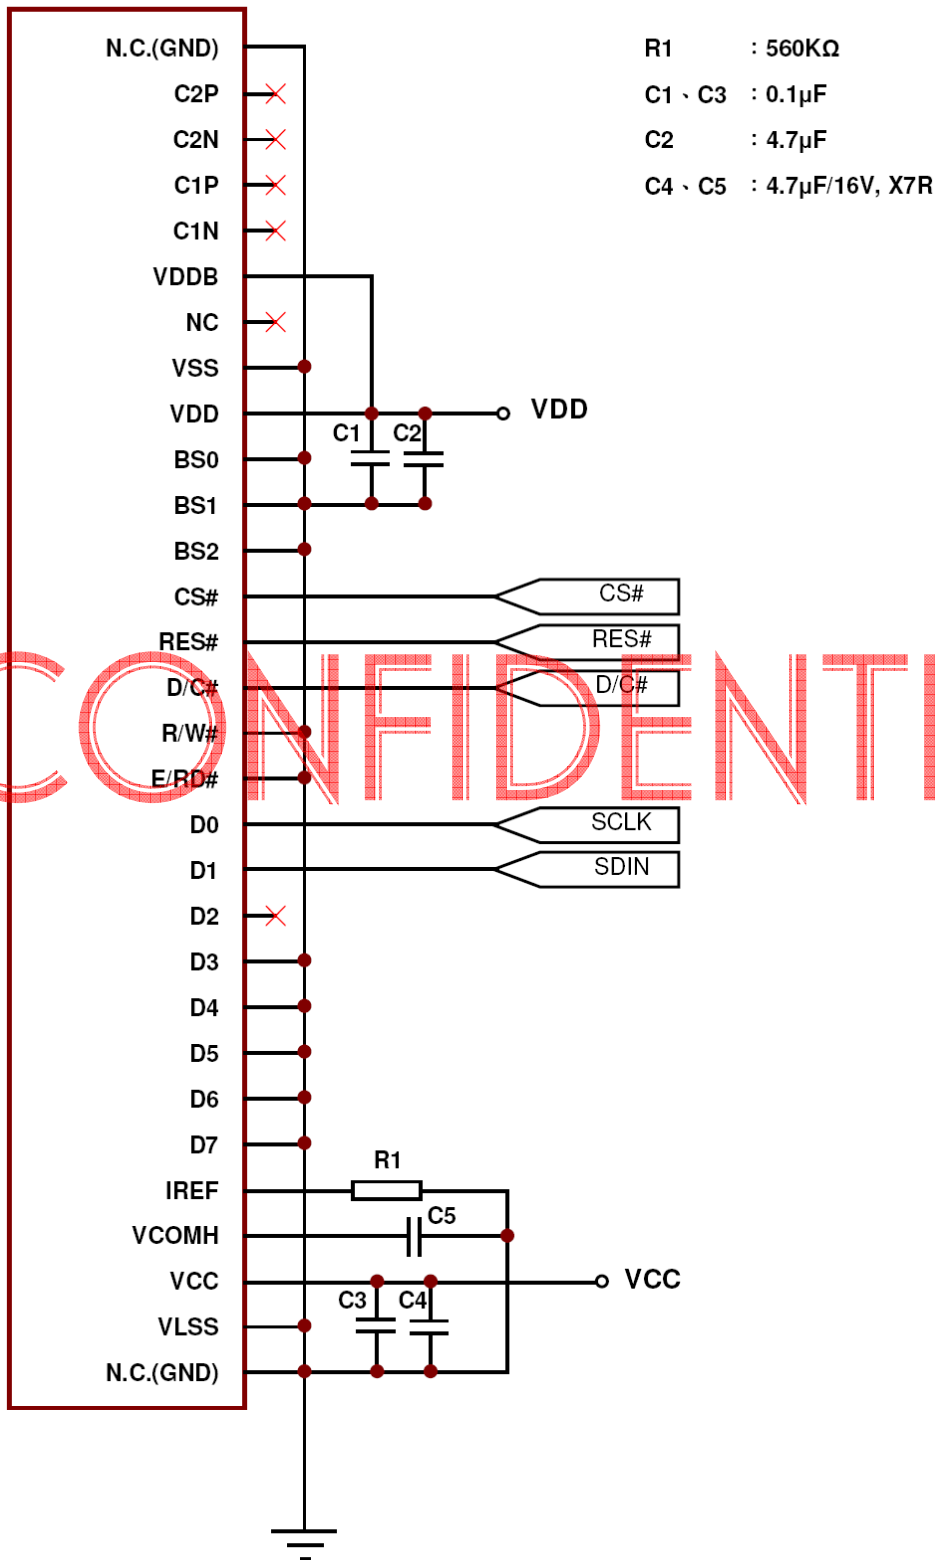 N.C.(GND)
C2P
C2N
C1P
C1N
VDDB
NC
VSS
VDD
BS0
BS1
BS2
CS#
RES#
D/C#
R/W#
E/RD#
D0
D1
D2
D3
D4
D5
D6
D7
IREF
VCOMH
VCC
VLSS
N.C.(GND)
R1 : 560KΩ
C1、C3 : 0.1μF
C2 : 4.7μF
C4、C5 : 4.7μF/16V, X7R
VDD
C1 C2
CS#
RES#
D/C#
SCLK
SDIN
R1
C5
VCC
C3 C4
CONFIDENTI